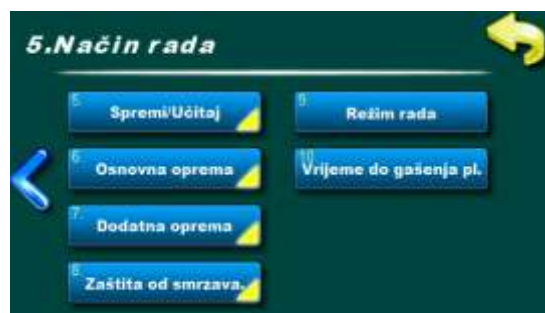 5.Način rada
5.
Spremi/Učitaj
6.
Osnovna oprema
7.
Dodatna oprema
8.
Zaštita od smrzava.
9.
Režim rada
10.
Vrijeme do gašenja pl.